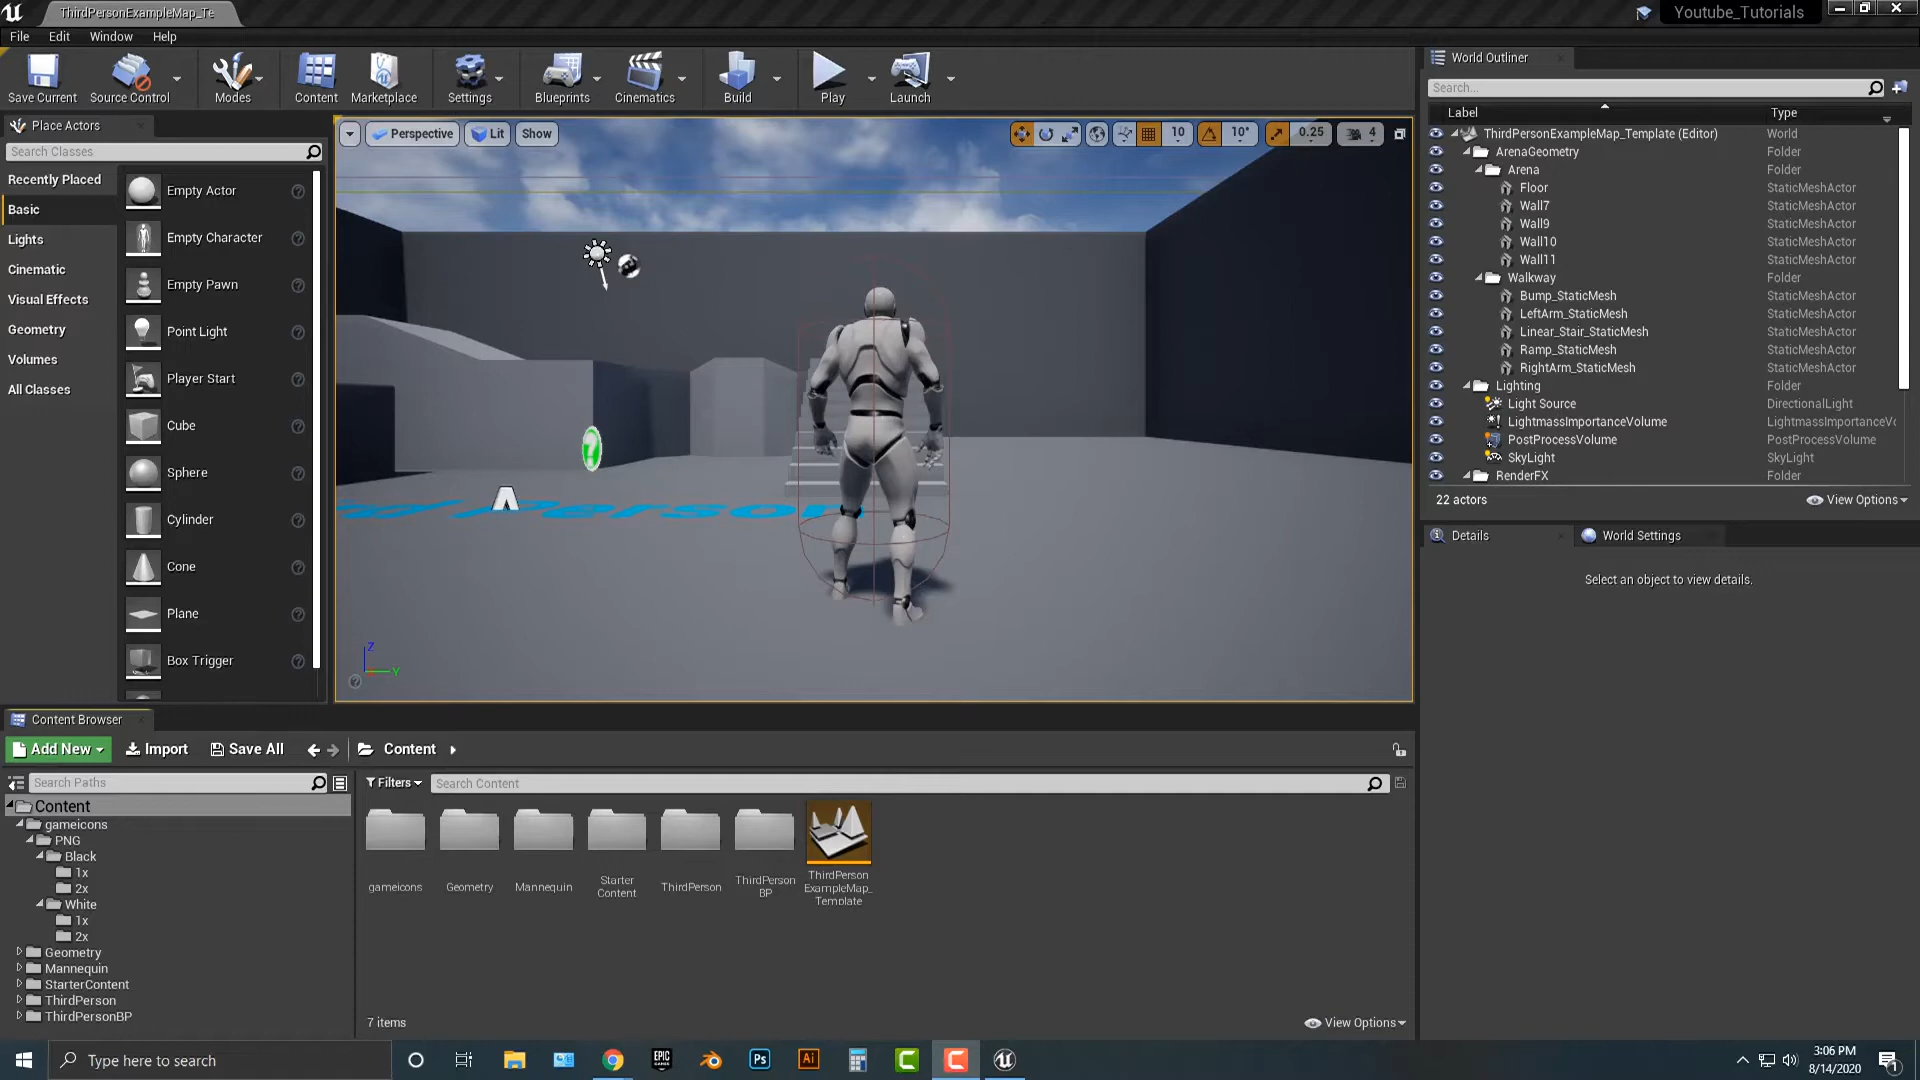 ThirdPersonExampleMap_Te
Youtube_Tutorials
File Edit Window Help
Save Current
Source Control
Modes
Content
Marketplace
Settings
Blueprints
Cinematics
Build
Play
Launch
Place Actors
Search Classes
Recently Placed
Basic
Lights
Cinematic
Visual Effects
Geometry
Volumes
All Classes
Empty Actor
Empty Character
Empty Pawn
Point Light
Player Start
Cube
Sphere
Cylinder
Cone
Plane
Box Trigger
Perspective Lit Show
10 10° 0.25 4
Person
Z
Y
World Outliner
Search...
Label Type
ThirdPersonExampleMap_Template (Editor) World
ArenaGeometry Folder
Arena Folder
Floor StaticMeshActor
Wall7 StaticMeshActor
Wall9 StaticMeshActor
Wall10 StaticMeshActor
Wall11 StaticMeshActor
Walkway Folder
Bump_StaticMesh StaticMeshActor
LeftArm_StaticMesh StaticMeshActor
Linear_Stair_StaticMesh StaticMeshActor
Ramp_StaticMesh StaticMeshActor
RightArm_StaticMesh StaticMeshActor
Lighting Folder
Light Source DirectionalLight
LightmassImportanceVolume LightmassImportanceVo
PostProcessVolume PostProcessVolume
SkyLight SkyLight
RenderFX Folder
22 actors View Options
Details World Settings
Select an object to view details.
Content Browser
Add New Import Save All Content
Search Paths
Content
gameicons
PNG
Black
1x
2x
White
1x
2x
Geometry
Mannequin
StarterContent
ThirdPerson
ThirdPersonBP
Filters Search Content
gameicons
Geometry
Mannequin
Starter
Content
ThirdPerson
ThirdPerson
BP
ThirdPerson
ExampleMap_
Template
7 items View Options
Type here to search
EPIC
GAMES
Ps
Ai
3:06 PM
8/14/2020
1